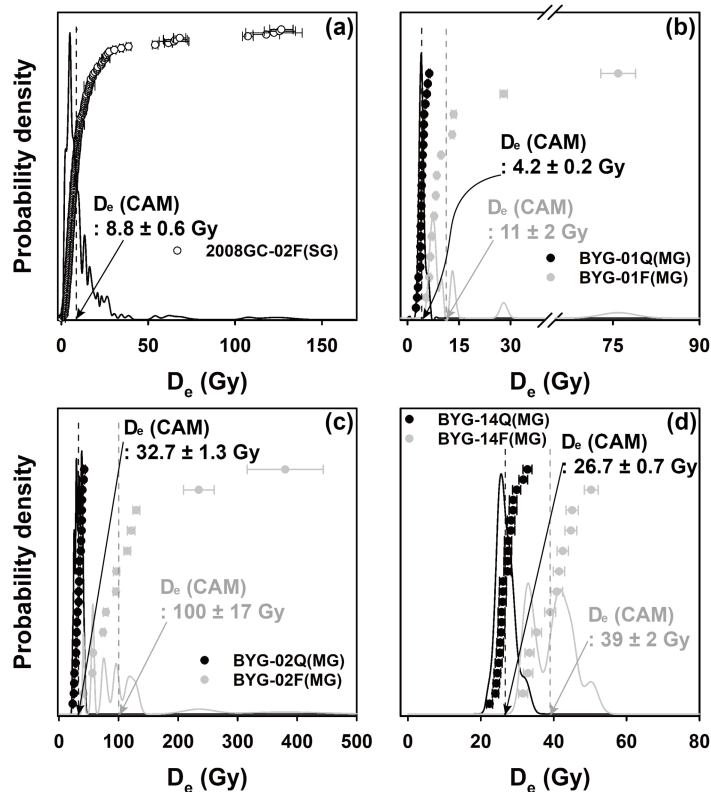 (a)
Probability density
De (CAM)
: 8.8 ± 0.6 Gy
2008GC-02F(SG)
0 50 100 150
De (Gy)
(b)
De (CAM)
: 4.2 ± 0.2 Gy
De (CAM)
: 11 ± 2 Gy
BYG-01Q(MG)
BYG-01F(MG)
0 15 30 75 90
De (Gy)
(c)
Probability density
De (CAM)
: 32.7 ± 1.3 Gy
De (CAM)
: 100 ± 17 Gy
BYG-02Q(MG)
BYG-02F(MG)
0 100 200 300 400 500
De (Gy)
(d)
BYG-14Q(MG)
BYG-14F(MG)
De (CAM)
: 26.7 ± 0.7 Gy
De (CAM)
: 39 ± 2 Gy
0 20 40 60 80
De (Gy)